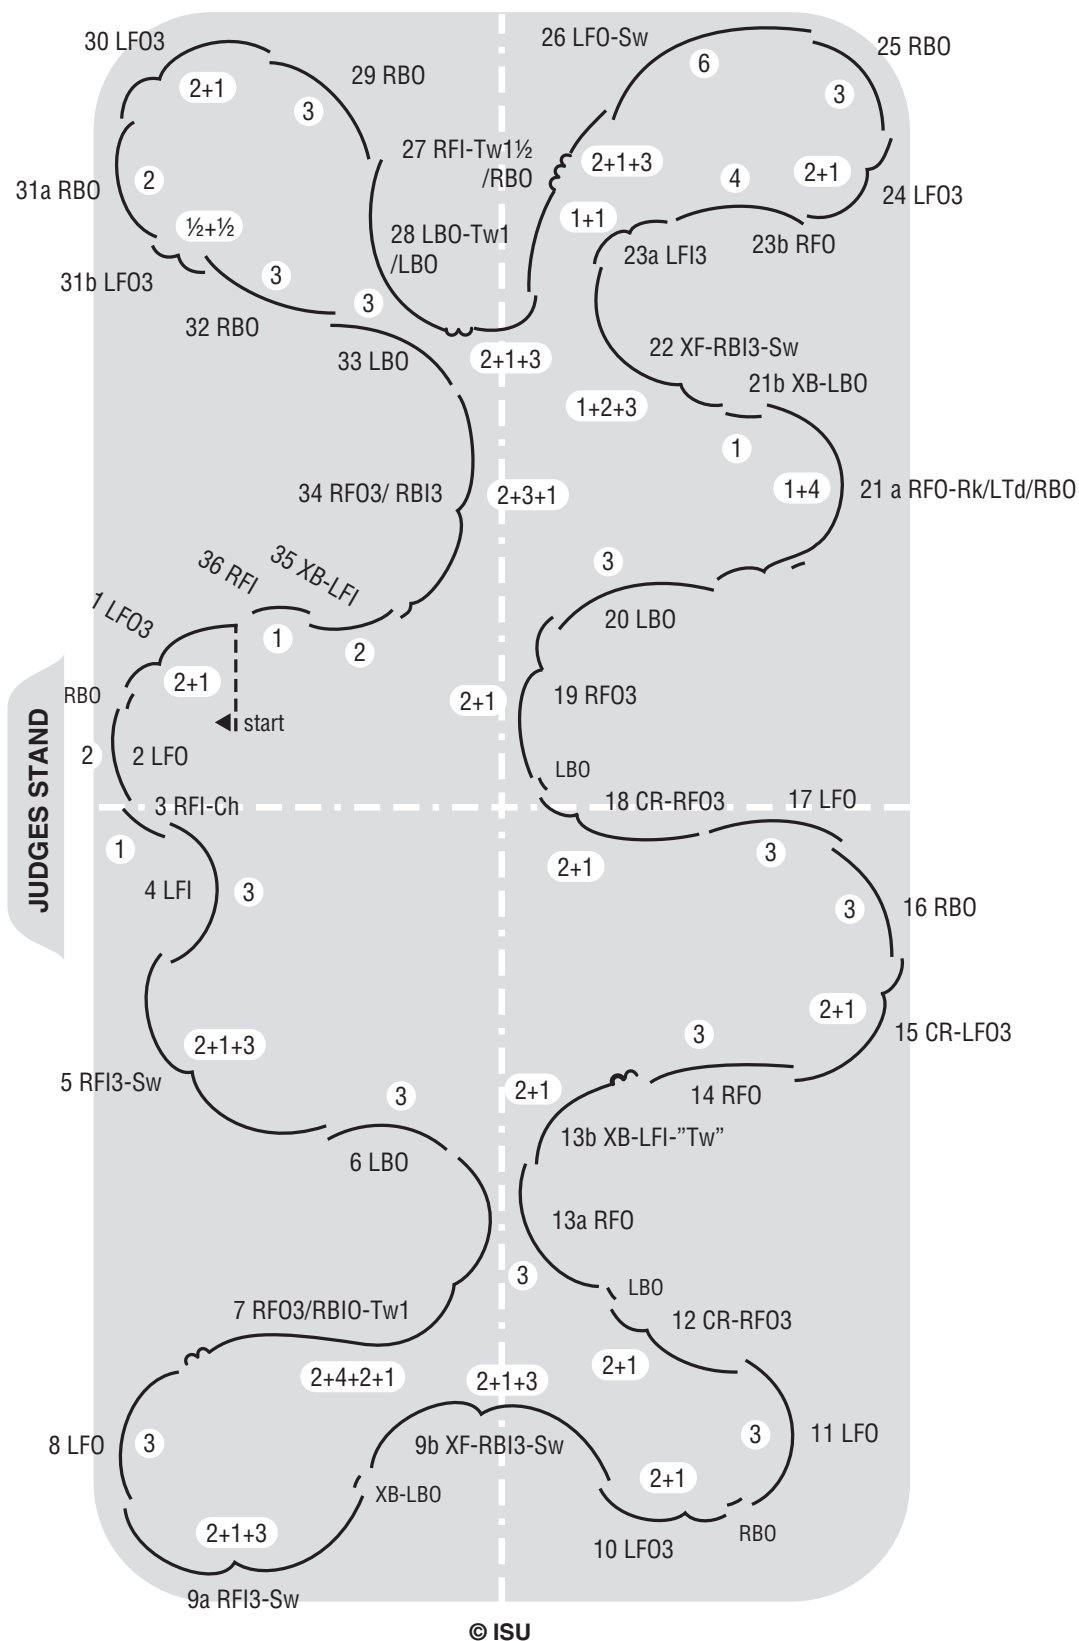 30 LFO3
2+1
29 RBO
3
26 LFO-Sw
6
25 RBO
3
27 RFI-Tw1½
/RBO
2+1+3
4
2+1
24 LFO3
31a RBO
2
½+½
28 LBO-Tw1
/LBO
1+1
23a LFI3
23b RFO
31b LFO3
3
3
32 RBO
33 LBO
2+1+3
22 XF-RBI3-Sw
21b XB-LBO
1+2+3
1
34 RFO3/ RBI3
2+3+1
1+4
21 a RFO-Rk/LTd/RBO
36 RFI
35 XB-LFI
3
1 LFO3
1
2
20 LBO
RBO
2+1
2+1
19 RFO3
start
2
2 LFO
LBO
JUDGES STAND
3 RFI-Ch
18 CR-RFO3
17 LFO
1
4 LFI
3
2+1
3
3
16 RBO
2+1
15 CR-LFO3
5 RFI3-Sw
2+1+3
3
3
2+1
14 RFO
6 LBO
13b XB-LFI-”Tw”
13a RFO
3
LBO
7 RFO3/RBIO-Tw1
12 CR-RFO3
2+4+2+1
2+1+3
2+1
8 LFO
3
9b XF-RBI3-Sw
3
11 LFO
XB-LBO
2+1
2+1+3
10 LFO3
RBO
9a RFI3-Sw
© ISU